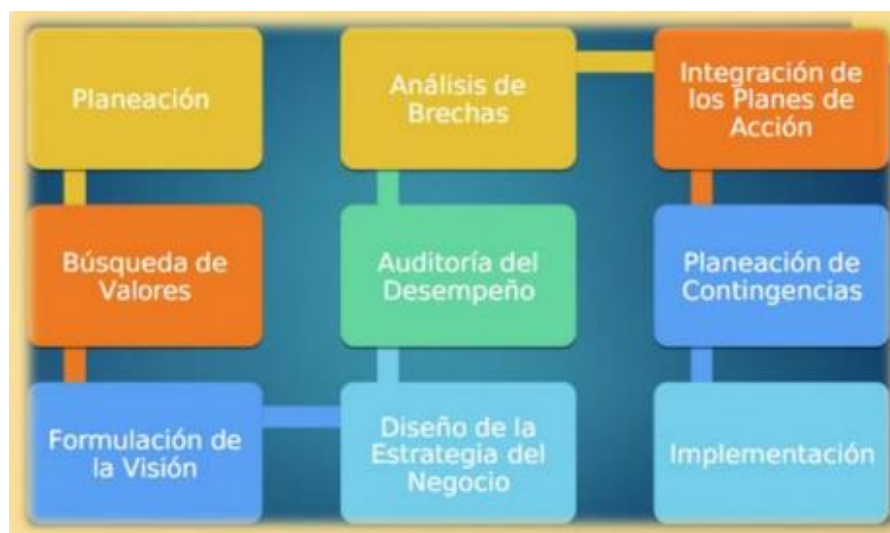 Planeación
Búsqueda de
Valores
Formulación de
la Visión
Diseño de la
Estrategia del
Negocio
Auditoría del
Desempeño
Análisis de
Brechas
Integración de
los Planes de
Acción
Planeación de
Contingencias
Implementación